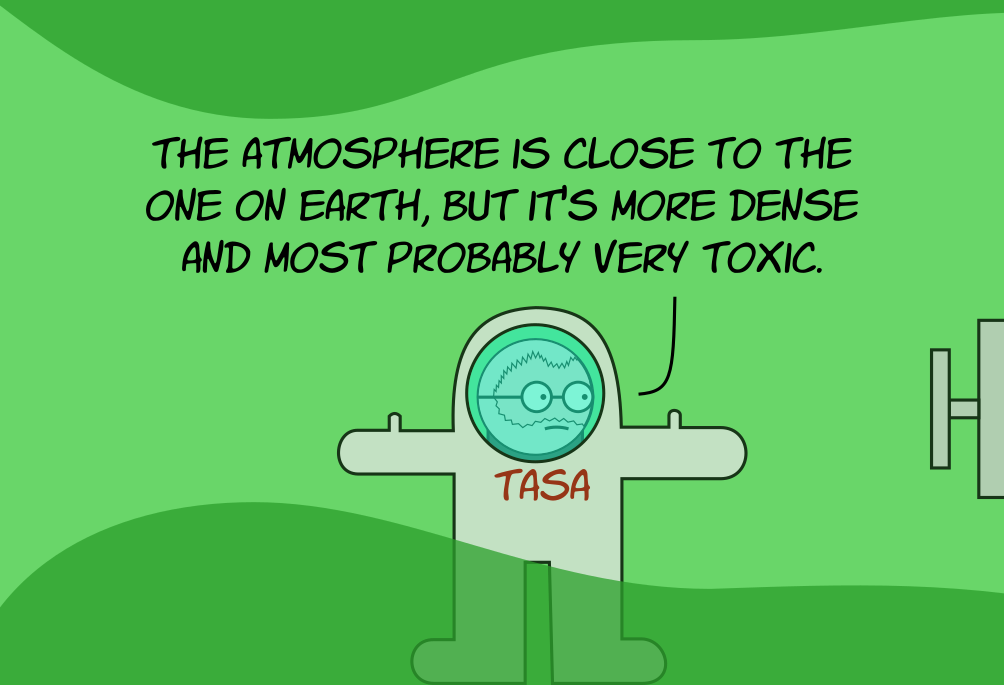 THE ATMOSPHERE IS CLOSE TO THE
ONE ON EARTH, BUT IT'S MORE DENSE
AND MOST PROBABLY VERY TOXIC.
TASA